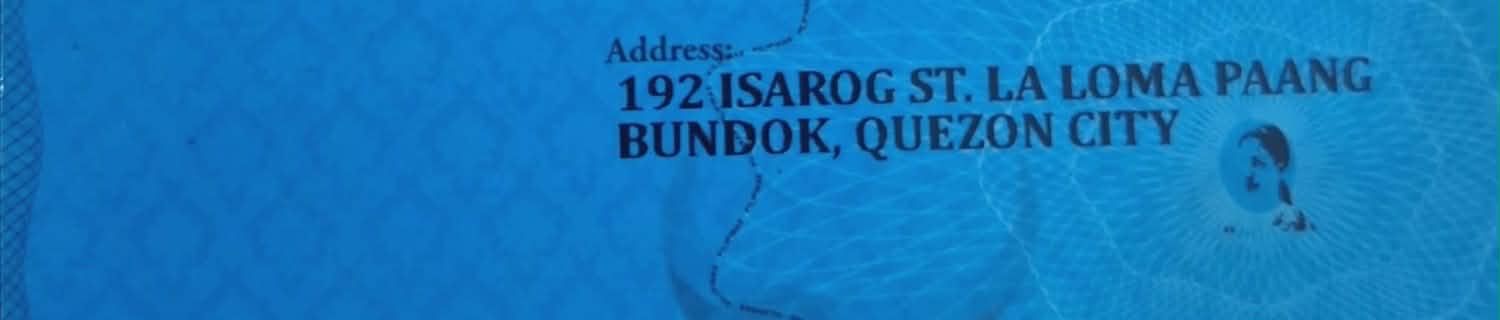 Address:
192 ISAROG ST. LA LOMA PAANG
BUNDOK, QUEZON CITY